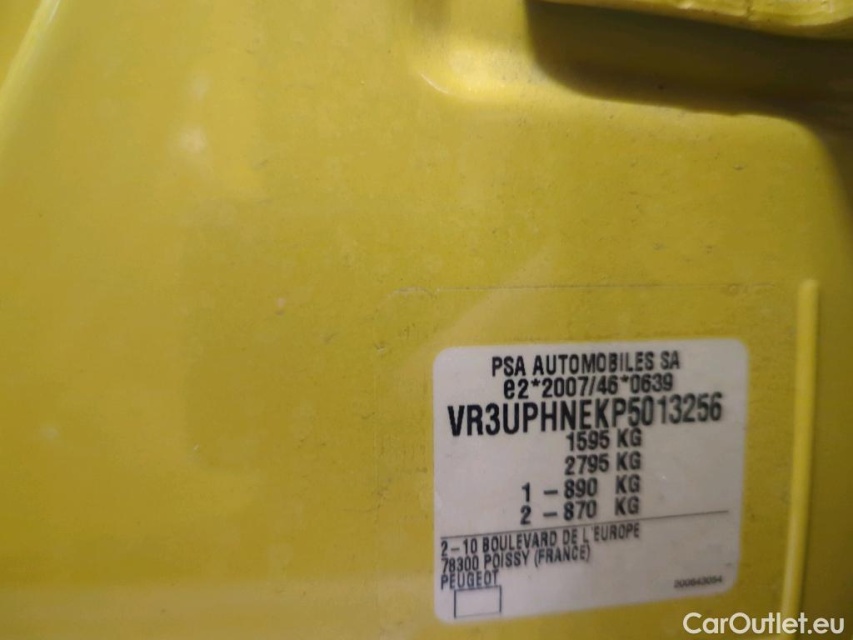 PSA AUTOMOBILES SA
e2*2007/46*0639
VR3UPHNEKP5013256
1595 KG
2795 KG
1 - 890 KG
2 - 870 KG
2-10 BOULEVARD DE L'EUROPE
78300 POISSY (FRANCE)
PEUGEOT
CarOutlet.eu